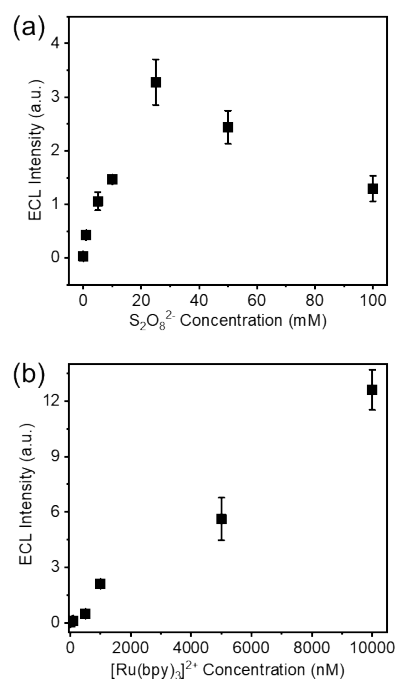 (a)
4
3
2
1
0
ECL Intensity (a.u.)
0 20 40 60 80 100
S₂O₈²⁻ Concentration (mM)
(b)
12
9
6
3
0
ECL Intensity (a.u.)
0 2000 4000 6000 8000 10000
[Ru(bpy)₃]²⁺ Concentration (nM)